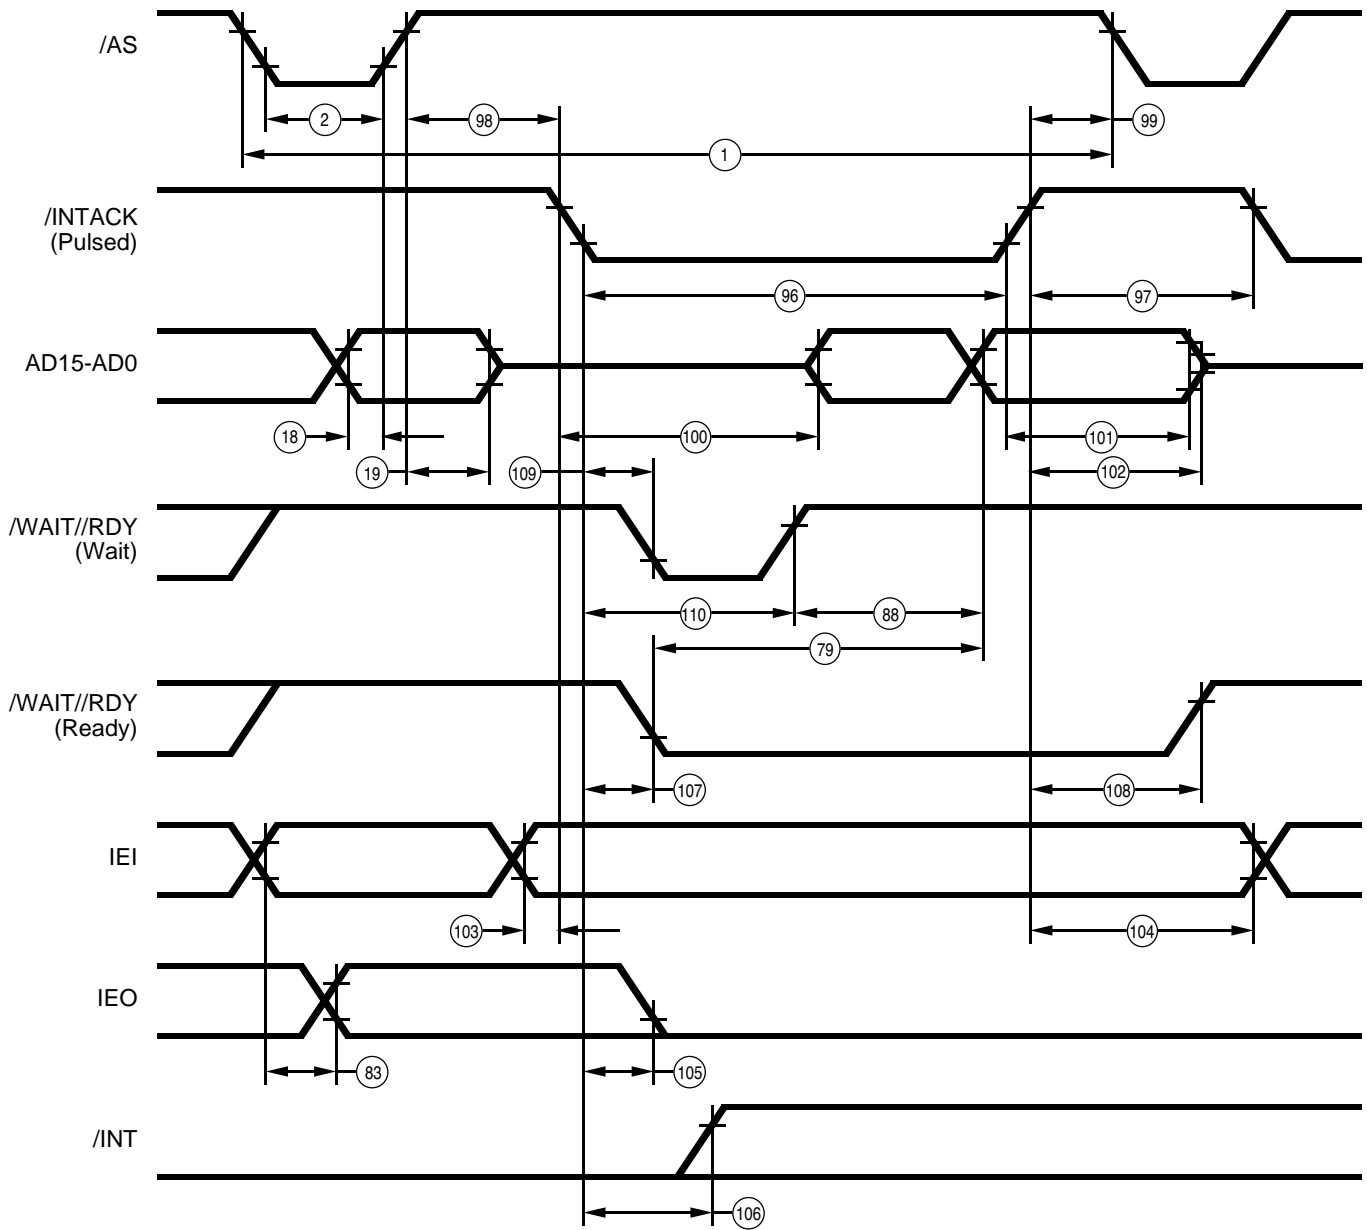 /AS
2
98
99
1
/INTACK
(Pulsed)
96
97
AD15-AD0
18
100
101
19
109
102
/WAIT//RDY
(Wait)
110
88
79
/WAIT//RDY
(Ready)
107
108
IEI
103
104
IEO
83
105
/INT
106